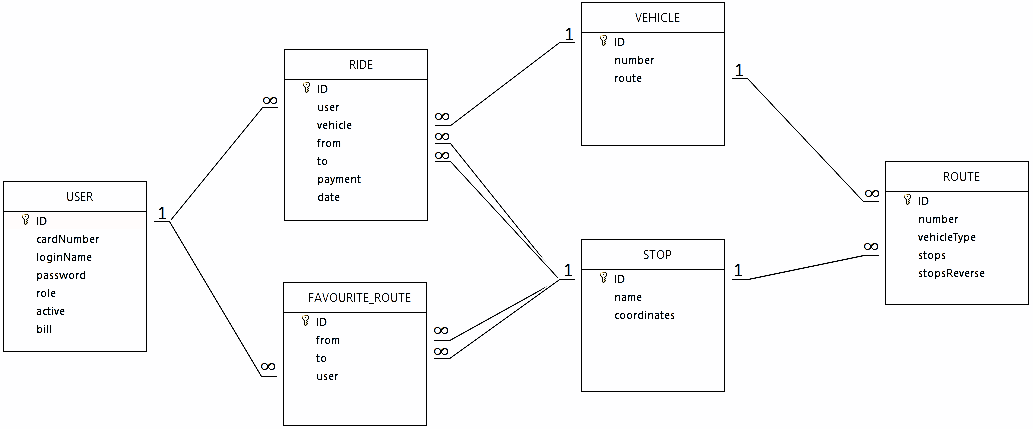 VEHICLE
ID
number
route
RIDE
ID
user
vehicle
from
to
payment
date
USER
ID
cardNumber
loginName
password
role
active
bill
FAVOURITE_ROUTE
ID
from
to
user
STOP
ID
name
coordinates
ROUTE
ID
number
vehicleType
stops
stopsReverse
1
∞
∞
1
∞
∞
∞
1
∞
∞
1
∞
1
∞